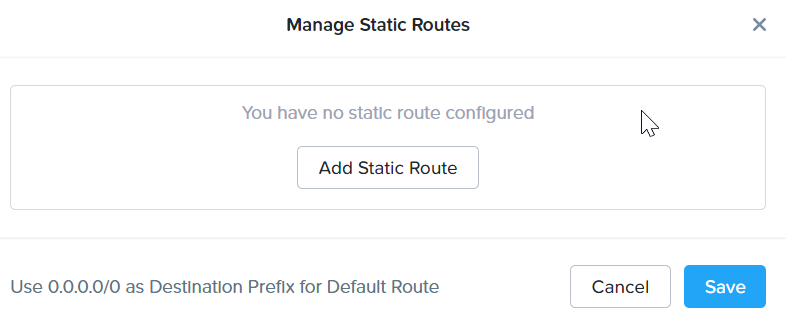 Manage Static Routes
You have no static route configured
Add Static Route
Use 0.0.0.0/0 as Destination Prefix for Default Route
Cancel
Save